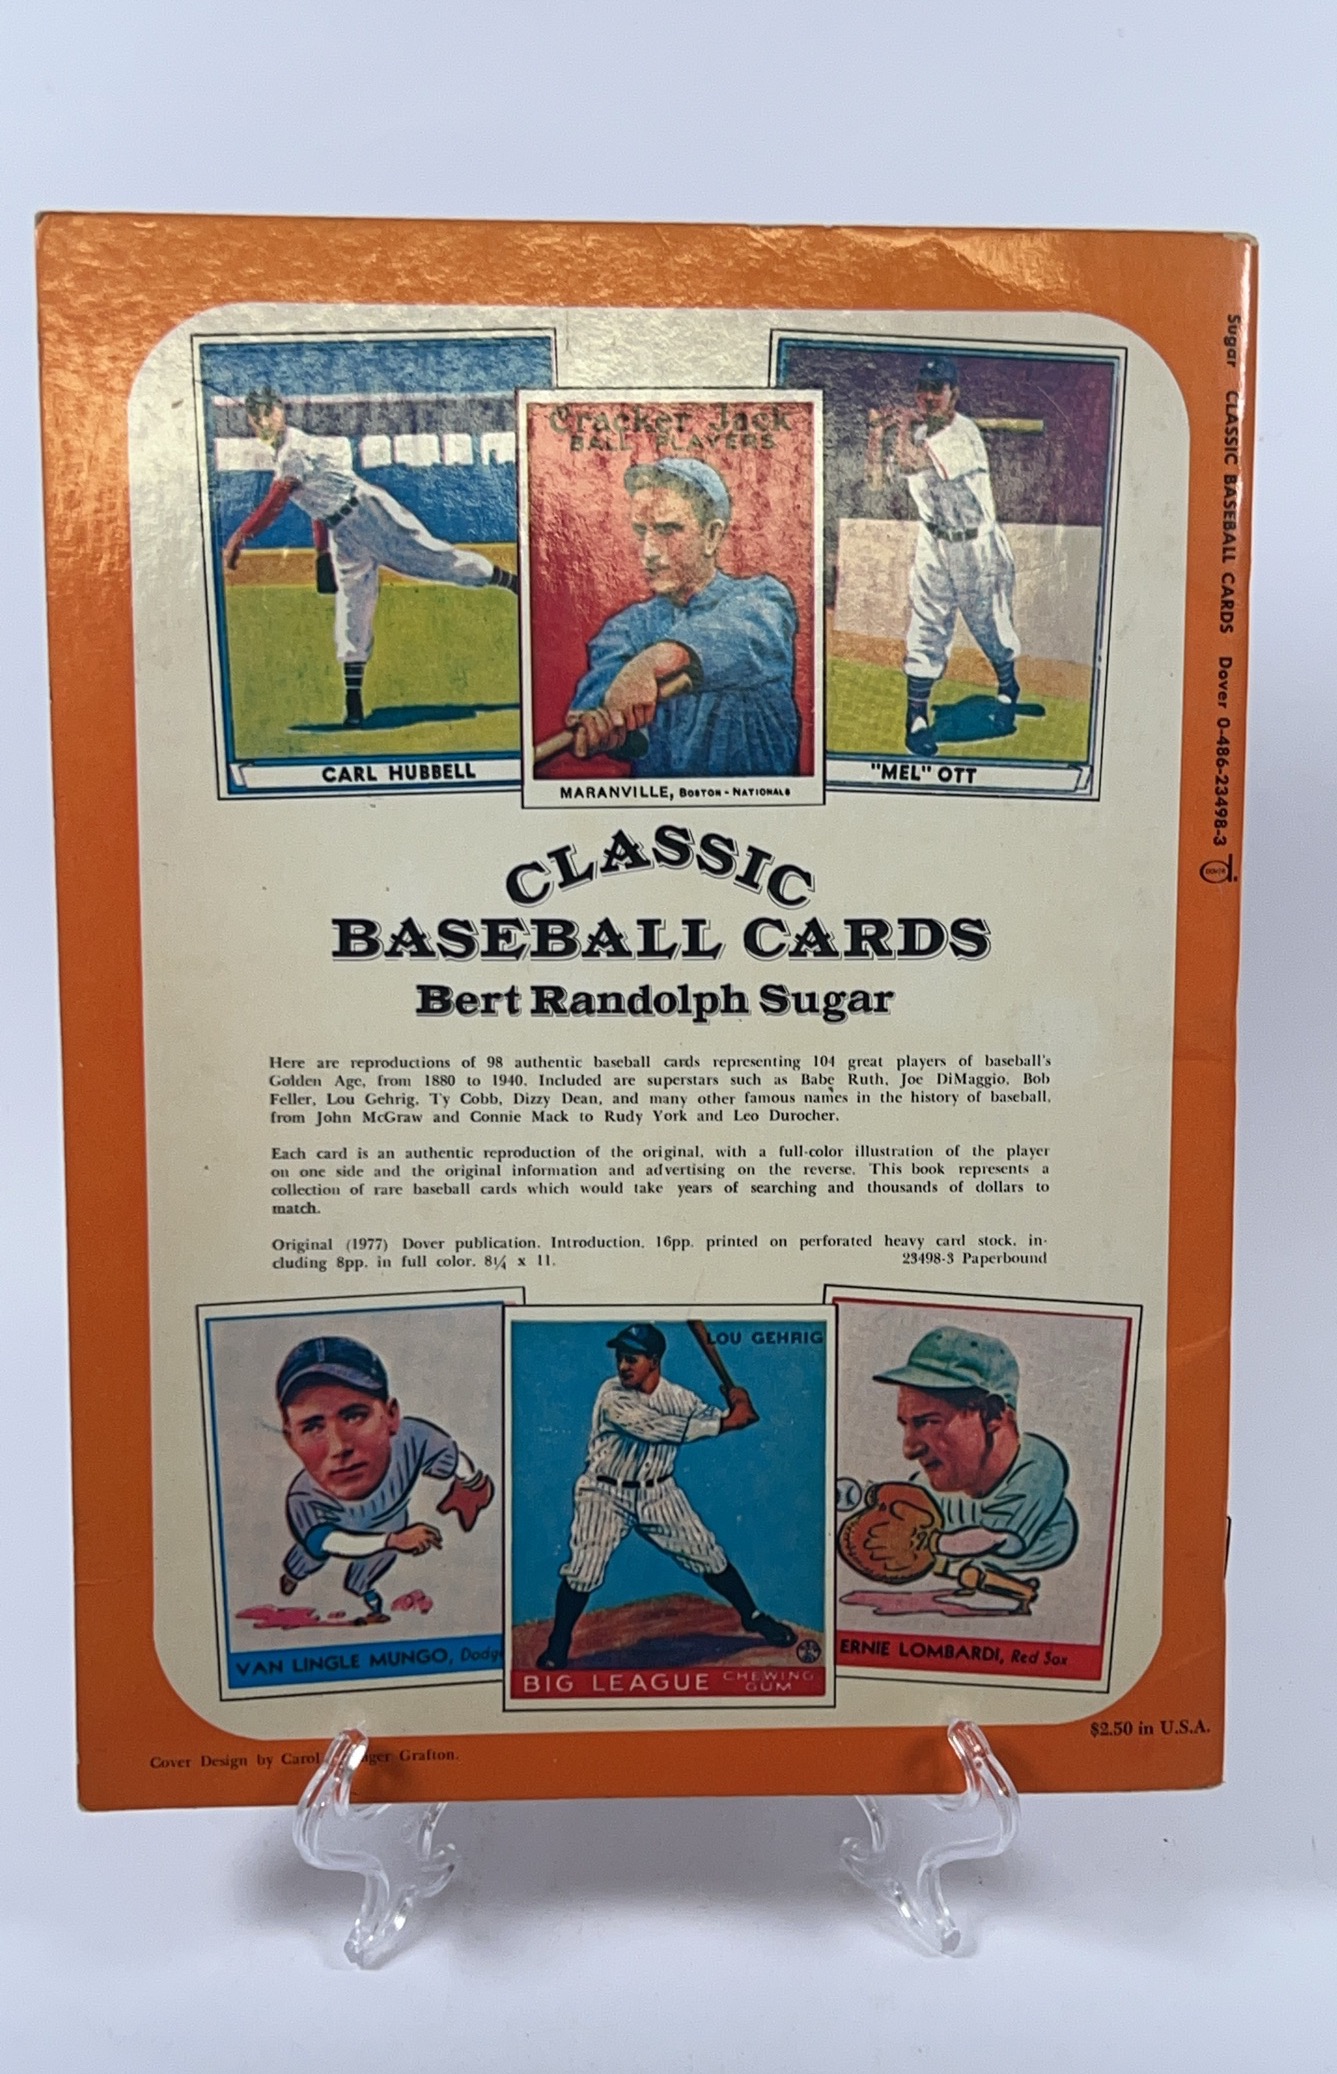 CARL HUBBELL
Cracker Jack
BALL PLAYERS
MARANVILLE, BOSTON - NATIONALS
"MEL" OTT
CLASSIC
BASEBALL CARDS
Bert Randolph Sugar
Here are reproductions of 98 authentic baseball cards representing 104 great players of baseball's
Golden Age, from 1880 to 1940. Included are superstars such as Babe Ruth, Joe DiMaggio, Bob
Feller, Lou Gehrig, Ty Cobb, Dizzy Dean, and many other famous names in the history of baseball,
from John McGraw and Connie Mack to Rudy York and Leo Durocher.
Each card is an authentic reproduction of the original, with a full-color illustration of the player
on one side and the original information and advertising on the reverse. This book represents a
collection of rare baseball cards which would take years of searching and thousands of dollars to
match.
Original (1977) Dover publication. Introduction. 16pp. printed on perforated heavy card stock, in-
cluding 8pp. in full color. 8¼ x 11. 23498-3 Paperbound
VAN LINGLE MUNGO, Dodge
LOU GEHRIG
BIG LEAGUE CHEWING
GUM
ERNIE LOMBARDI, Red Sox
$2.50 in U.S.A.
Cover Design by Carol Grafton.
Sugar CLASSIC BASEBALL CARDS Dover 0-486-23498-3
DOVER